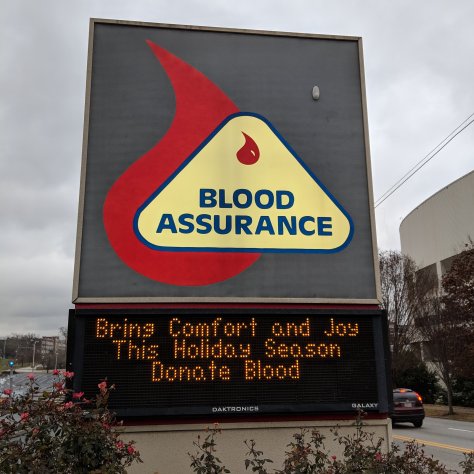 BLOOD
ASSURANCE
Bring Comfort and Joy
This Holiday Season
Donate Blood
DAKTRONICS GALAXY